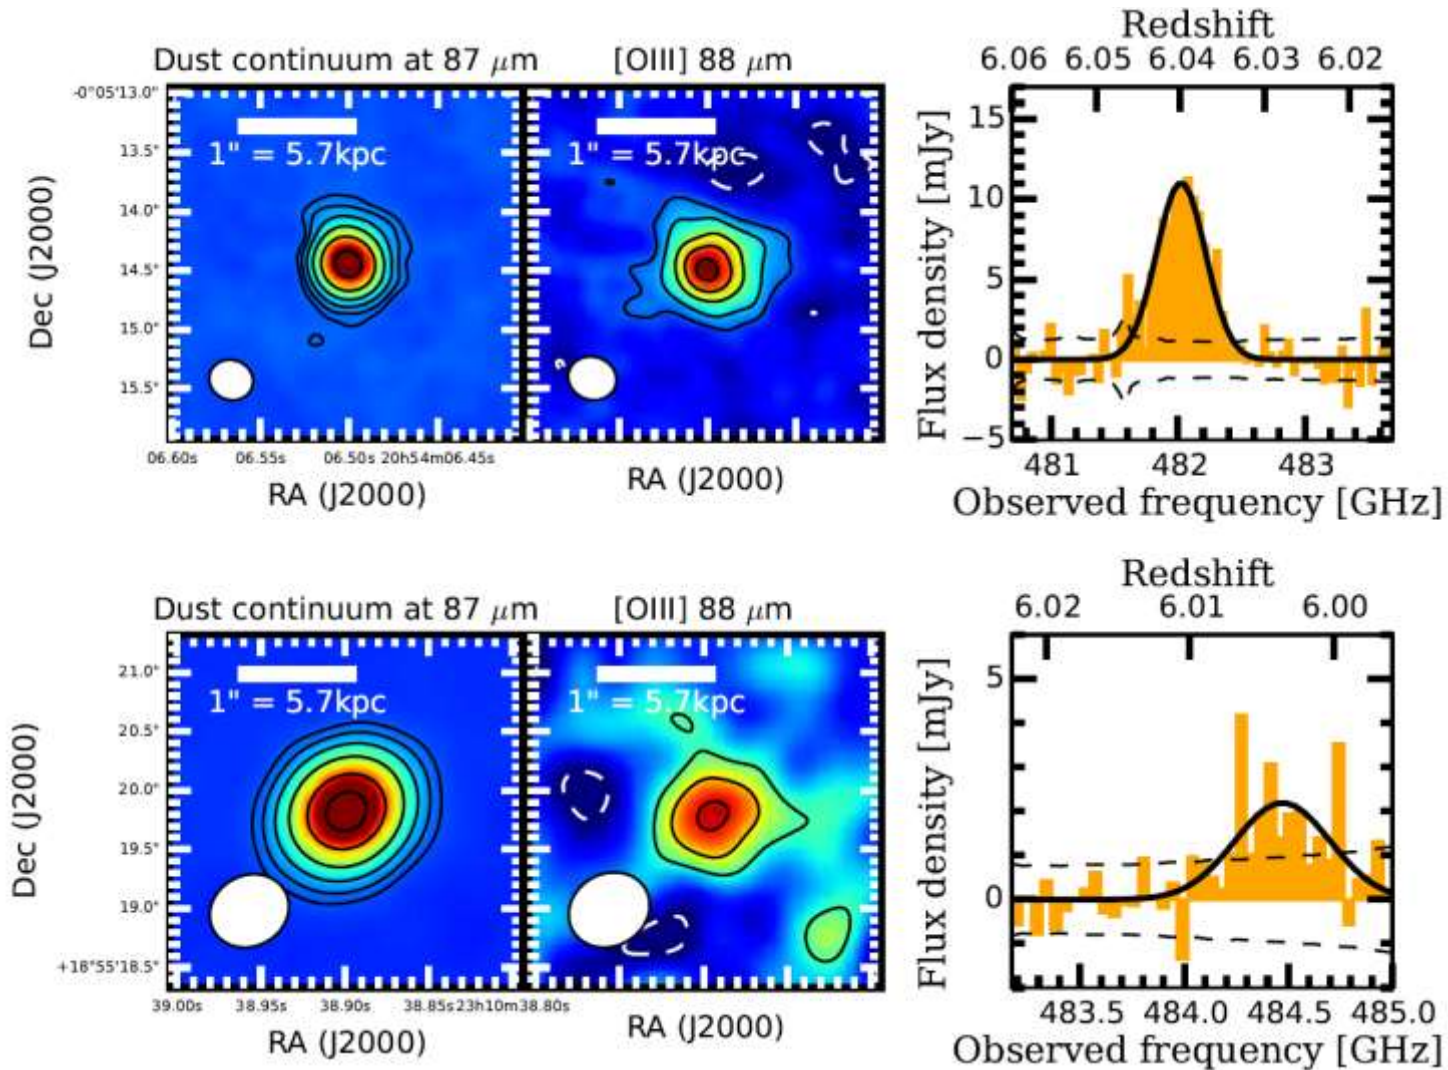 Redshift
6.06 6.05 6.04 6.03 6.02
Dust continuum at 87 μm
[OIII] 88 μm
-0°05'13.0"
13.5"
14.0"
14.5"
15.0"
15.5"
Dec (J2000)
1" = 5.7kpc
1" = 5.7kpc
06.60s 06.55s 06.50s 20h54m06.45s
RA (J2000)
RA (J2000)
Flux density [mJy]
15
10
5
0
−5
481 482 483
Observed frequency [GHz]
Redshift
6.02 6.01 6.00
Dust continuum at 87 μm
[OIII] 88 μm
21.0"
20.5"
20.0"
19.5"
19.0"
+18°55'18.5"
Dec (J2000)
1" = 5.7kpc
1" = 5.7kpc
39.00s 38.95s 38.90s 38.85s 23h10m38.80s
RA (J2000)
RA (J2000)
Flux density [mJy]
5
0
483.5 484.0 484.5 485.0
Observed frequency [GHz]